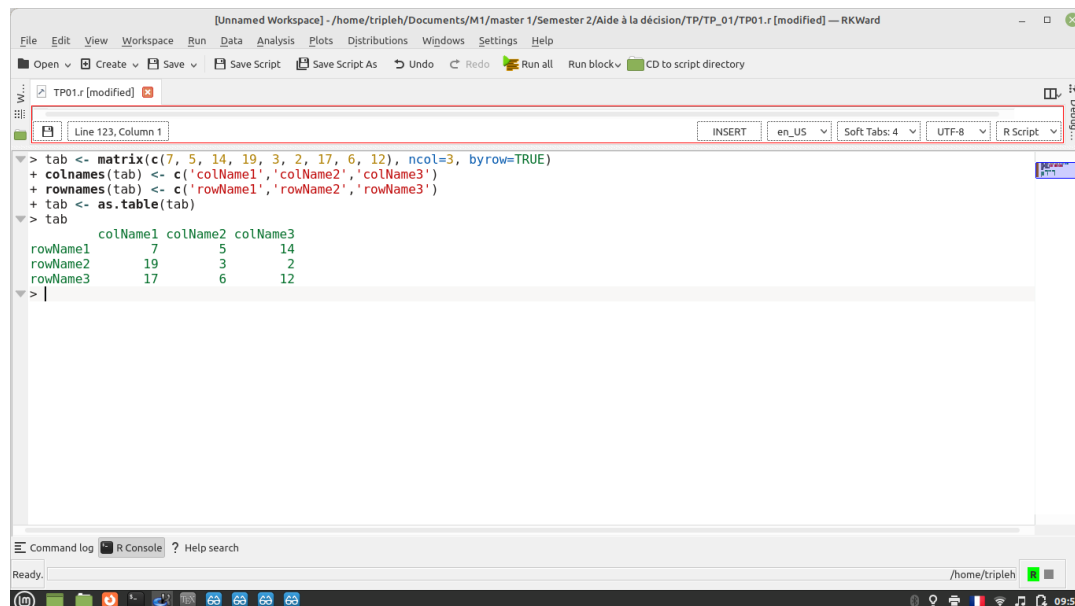 [Unnamed Workspace] - /home/tripleh/Documents/M1/master 1/Semester 2/Aide à la décision/TP/TP_01/TP01.r [modified] — RKWard
File Edit View Workspace Run Data Analysis Plots Distributions Windows Settings Help
Open Create Save Save Script Save Script As Undo Redo Run all Run block CD to script directory
W... TP01.r [modified] Debug...
Line 123, Column 1 INSERT en_US Soft Tabs: 4 UTF-8 R Script
> tab <- matrix(c(7, 5, 14, 19, 3, 2, 17, 6, 12), ncol=3, byrow=TRUE)
+ colnames(tab) <- c('colName1','colName2','colName3')
+ rownames(tab) <- c('rowName1','rowName2','rowName3')
+ tab <- as.table(tab)
> tab
colName1 colName2 colName3
rowName1 7 5 14
rowName2 19 3 2
rowName3 17 6 12
>
Command log R Console ? Help search
Ready. /home/tripleh R
TEX